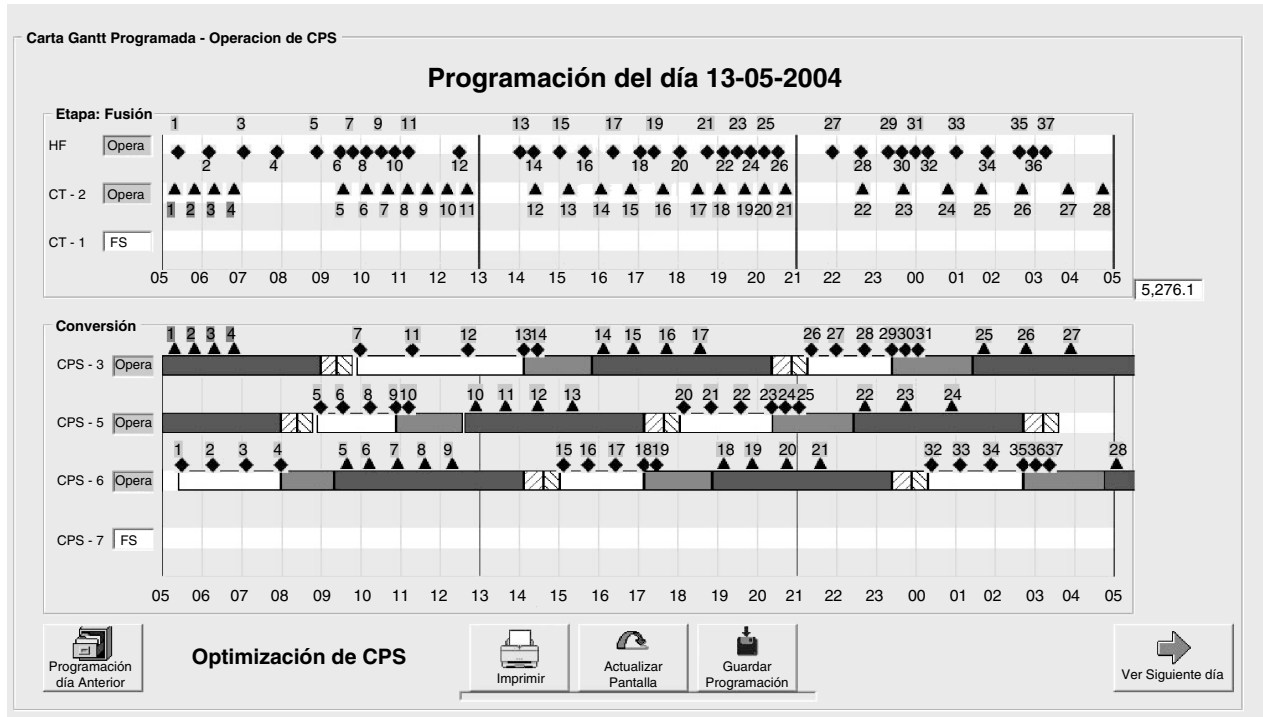 Carta Gantt Programada - Operacion de CPS
Programación del día 13-05-2004
Etapa: Fusión
1 3 5 7 9 11 13 15 17 19 21 23 25 27 29 31 33 35 37
HF Opera
2 4 6 8 10 12 14 16 18 20 22 24 26 28 30 32 34 36
CT - 2 Opera
1 2 3 4 5 6 7 8 9 10 11 12 13 14 15 16 17 18 19 20 21 22 23 24 25 26 27 28
CT - 1 FS
05 06 07 08 09 10 11 12 13 14 15 16 17 18 19 20 21 22 23 00 01 02 03 04 05
5,276.1
Conversión
1 2 3 4 7 11 12 13 14 14 15 16 17 26 27 28 29 30 31 25 26 27
CPS - 3 Opera
5 6 8 9 10 10 11 12 13 20 21 22 23 24 25 22 23 24
CPS - 5 Opera
1 2 3 4 5 6 7 8 9 15 16 17 18 19 18 19 20 21 32 33 34 35 36 37 28
CPS - 6 Opera
CPS - 7 FS
05 06 07 08 09 10 11 12 13 14 15 16 17 18 19 20 21 22 23 00 01 02 03 04 05
Programación
día Anterior
Optimización de CPS
Imprimir
Actualizar
Pantalla
Guardar
Programación
Ver Siguiente día